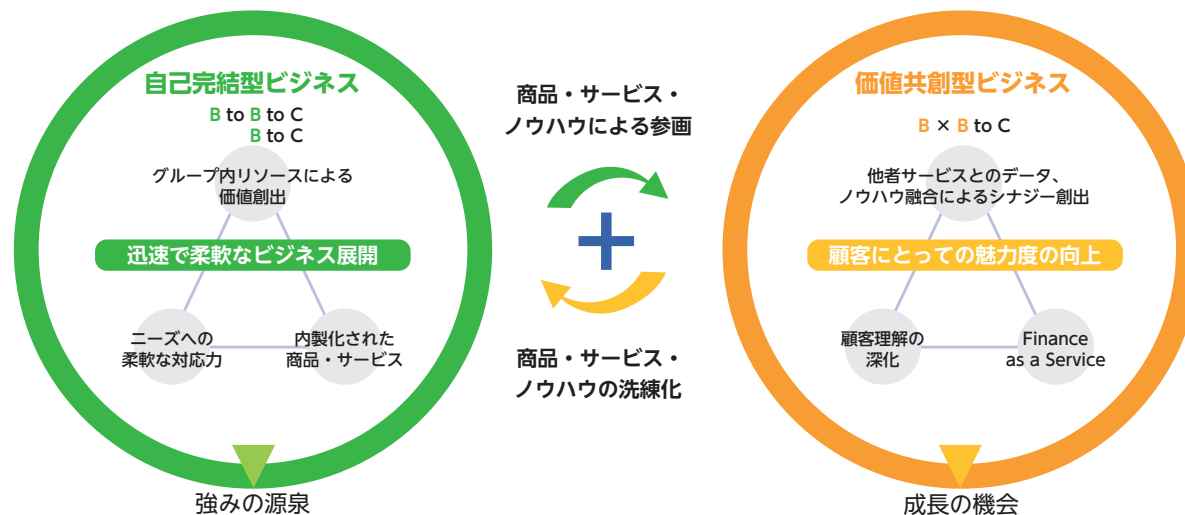 自己完結型ビジネス
B to B to C
B to C
グループ内リソースによる
価値創出
迅速で柔軟なビジネス展開
ニーズへの
柔軟な対応力
内製化された
商品・サービス
強みの源泉
商品・サービス・
ノウハウによる参画
商品・サービス・
ノウハウの洗練化
価値共創型ビジネス
B × B to C
他者サービスとのデータ、
ノウハウ融合によるシナジー創出
顧客にとっての魅力度の向上
顧客理解の
深化
Finance
as a Service
成長の機会